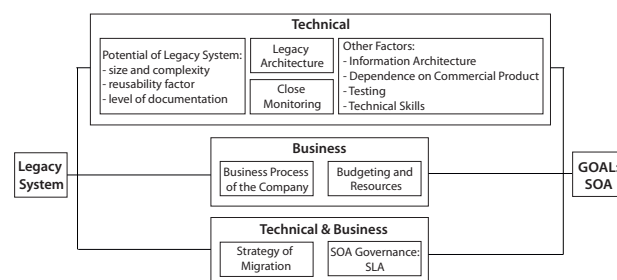 Technical
Potential of Legacy System:
- size and complexity
- reusability factor
- level of documentation
Legacy
Architecture
Close
Monitoring
Other Factors:
- Information Architecture
- Dependence on Commercial Product
- Testing
- Technical Skills
Legacy
System
Business
Business Process
of the Company
Budgeting and
Resources
GOAL:
SOA
Technical & Business
Strategy of
Migration
SOA Governance:
SLA